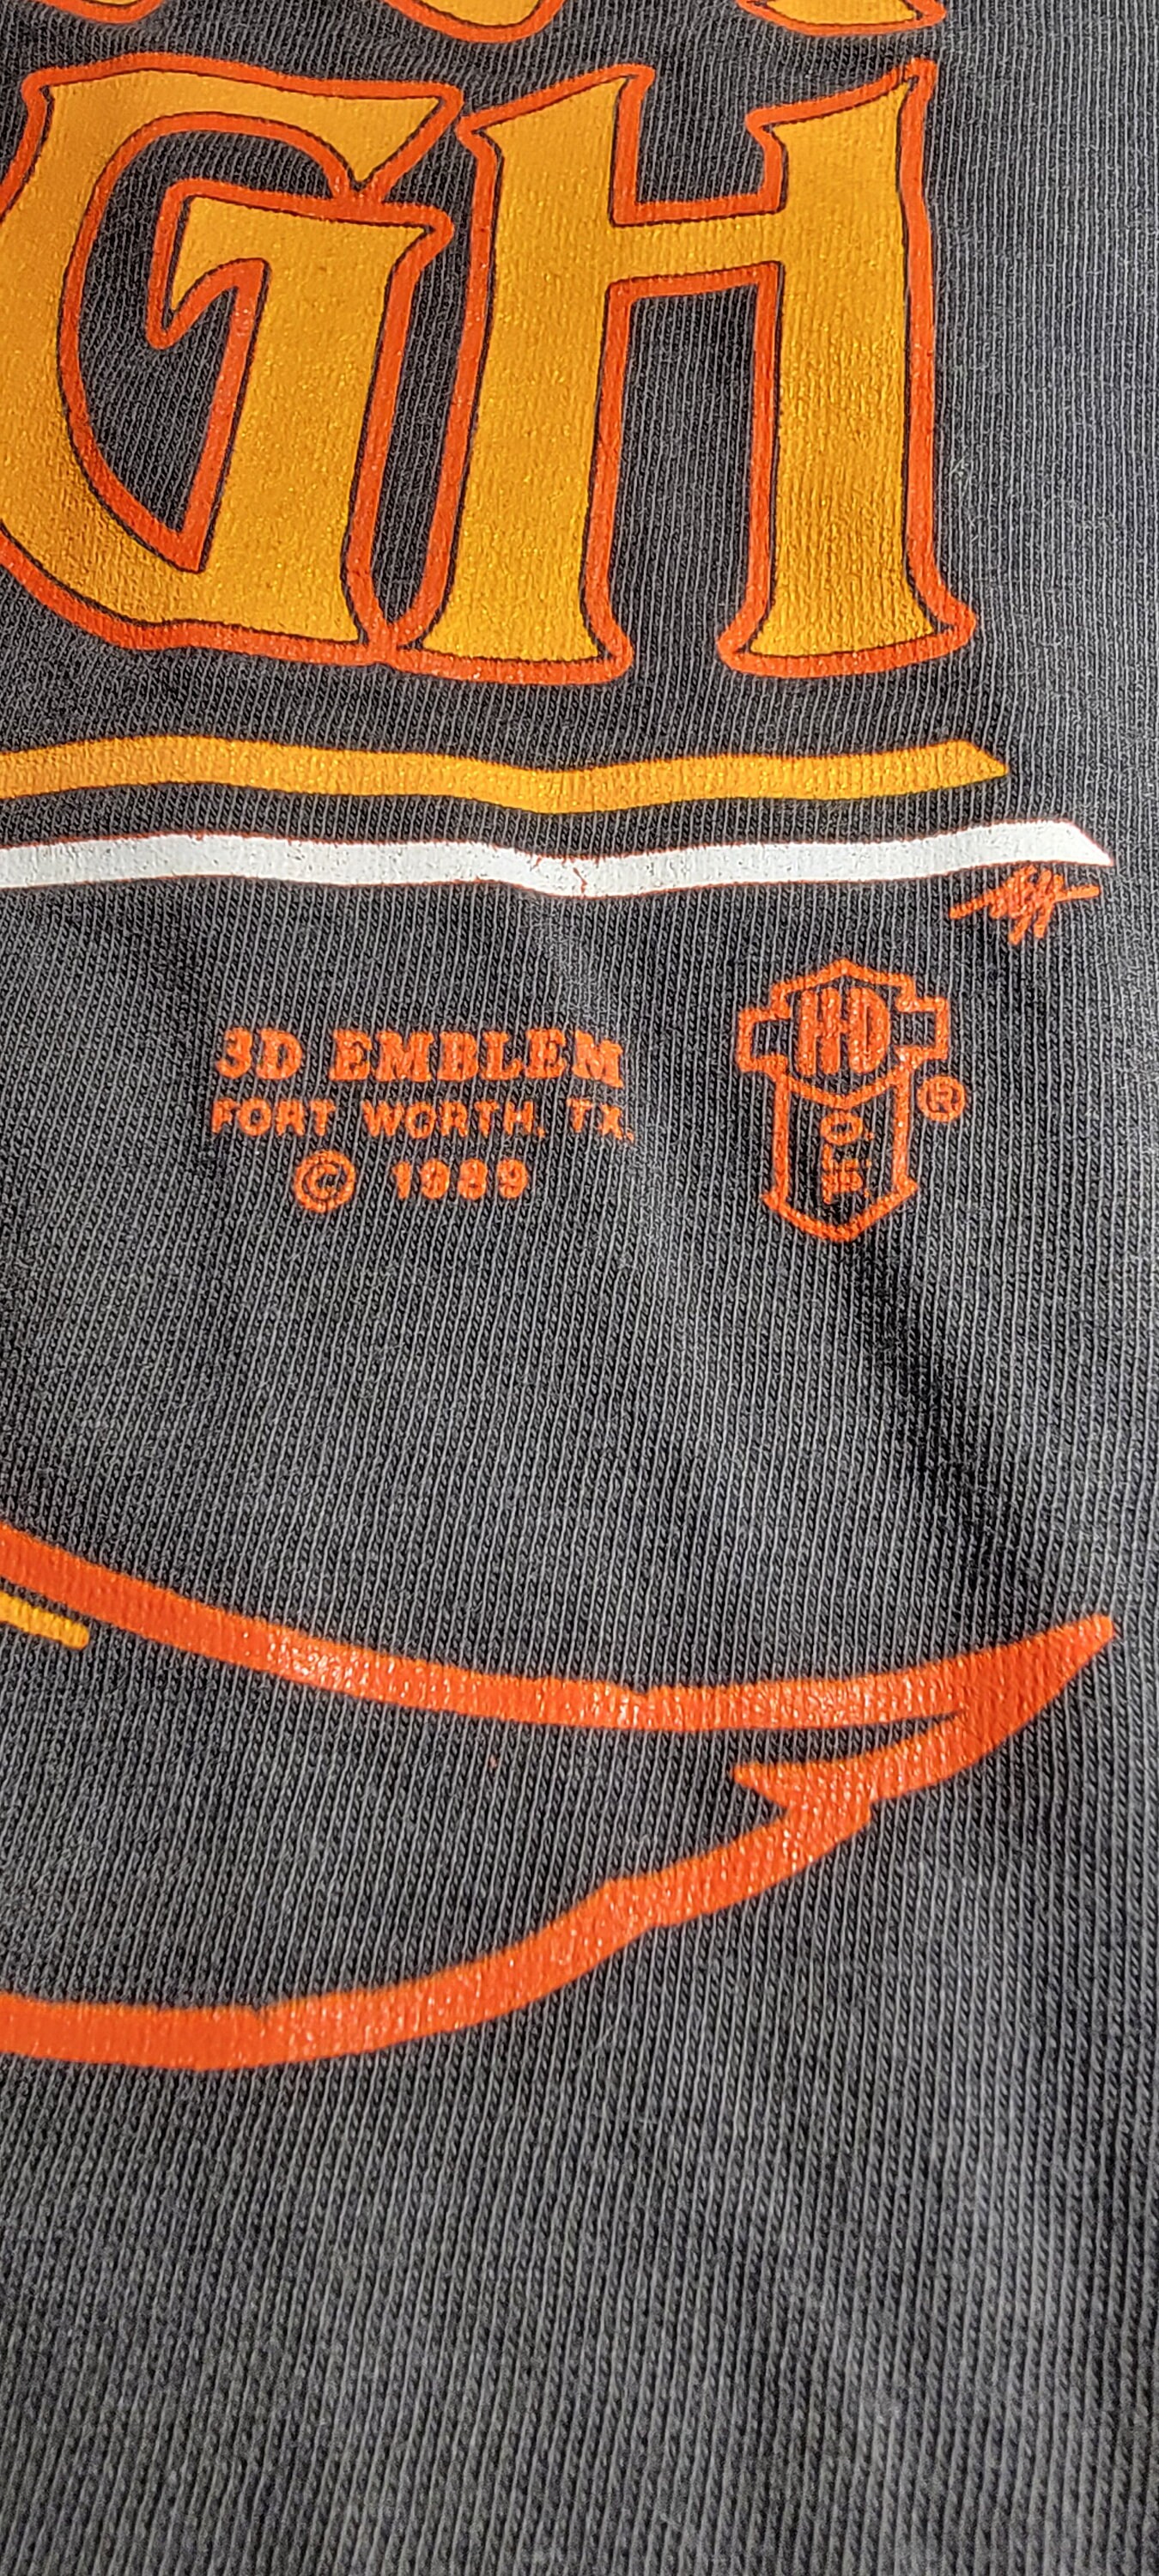 GH
3D EMBLEM
FORT WORTH, TX.
© 1989
H-D
®
O.L.P.